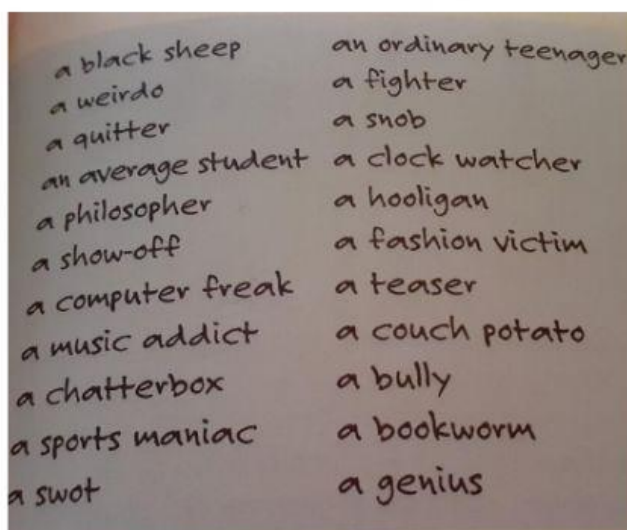 a black sheep
a weirdo
a quitter
an average student
a philosopher
a show-off
a computer freak
a music addict
a chatterbox
a sports maniac
a swot
an ordinary teenager
a fighter
a snob
a clock watcher
a hooligan
a fashion victim
a teaser
a couch potato
a bully
a bookworm
a genius